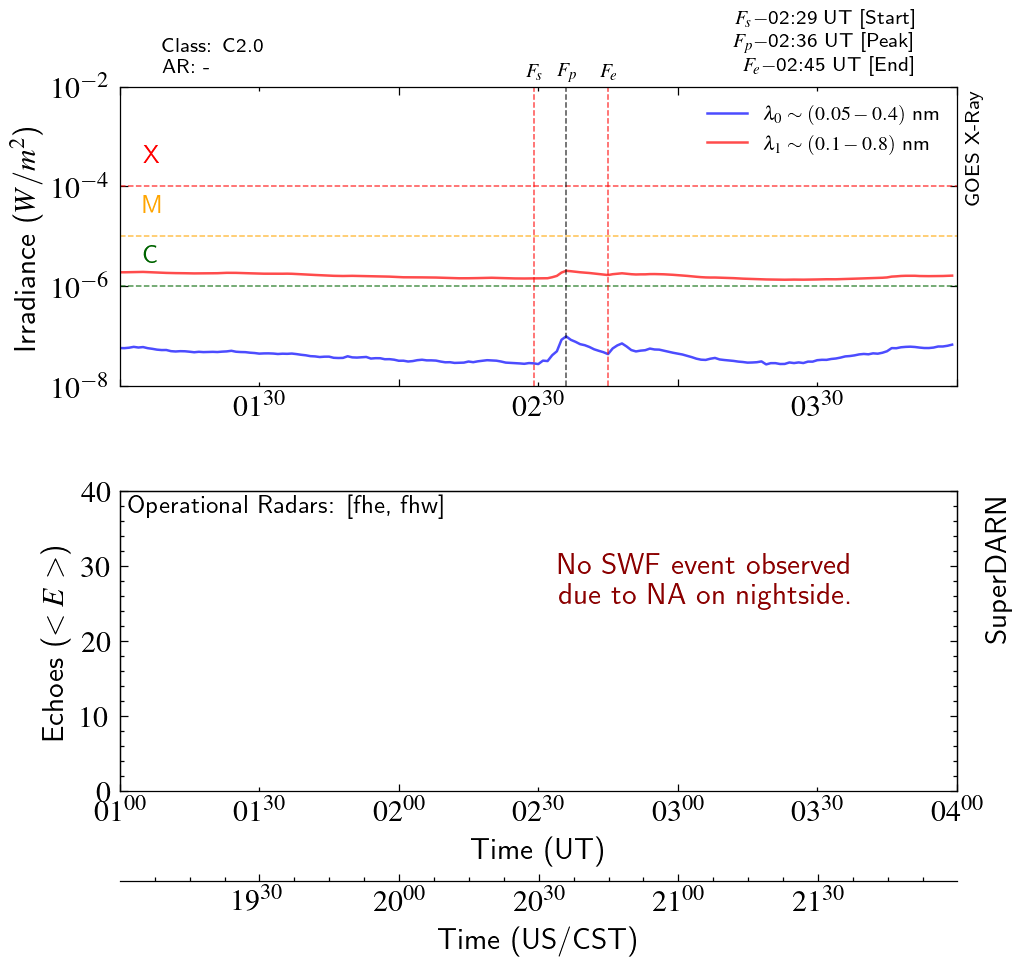 Class: C2.0
AR: -
Fₛ−02:29 UT [Start]
Fₚ−02:36 UT [Peak]
Fₑ−02:45 UT [End]
Fₛ Fₚ Fₑ
10⁻²
10⁻⁴
10⁻⁶
10⁻⁸
Irradiance (W/m²)
X
M
C
λ₀ ∼ (0.05 − 0.4) nm
λ₁ ∼ (0.1 − 0.8) nm
GOES X-Ray
01³⁰ 02³⁰ 03³⁰
Operational Radars: [fhe, fhw]
No SWF event observed
due to NA on nightside.
40
30
20
10
0
Echoes (< E >)
SuperDARN
01⁰⁰ 01³⁰ 02⁰⁰ 02³⁰ 03⁰⁰ 03³⁰ 04⁰⁰
Time (UT)
19³⁰ 20⁰⁰ 20³⁰ 21⁰⁰ 21³⁰
Time (US/CST)